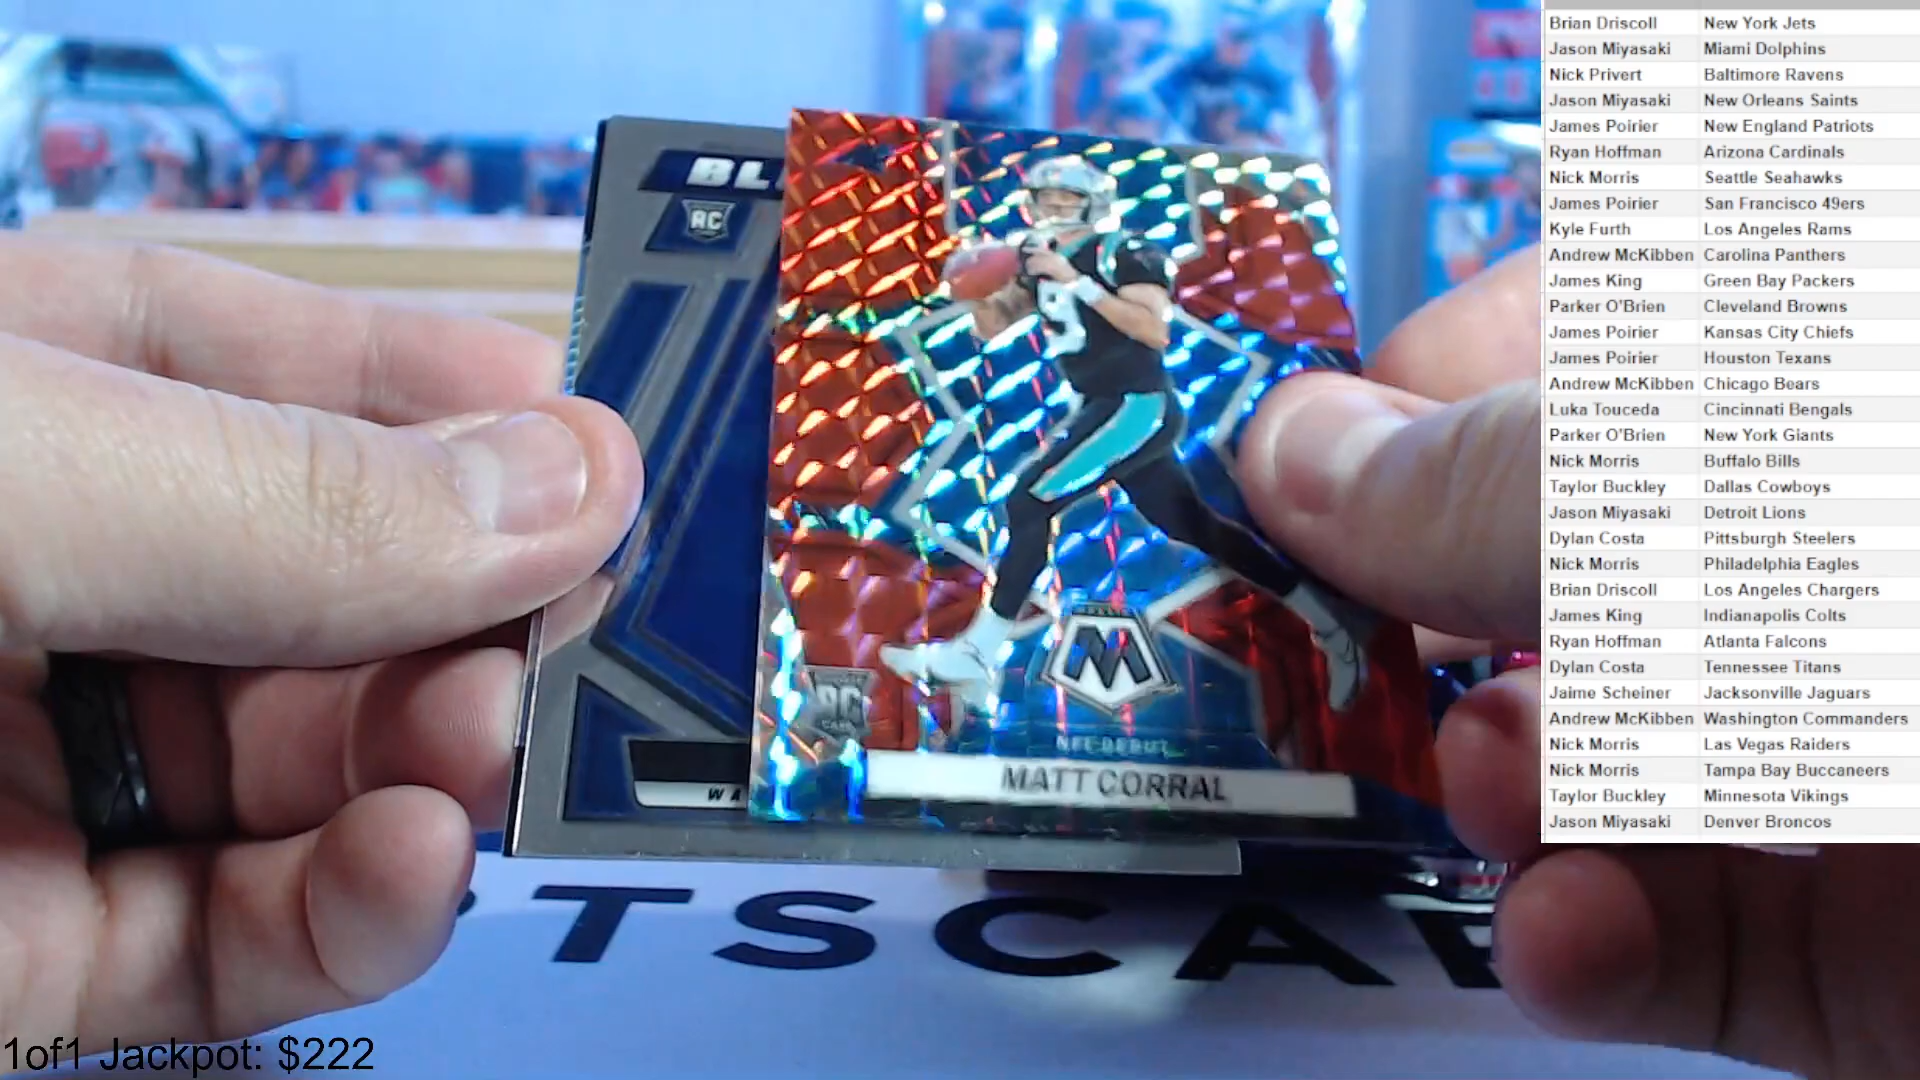 Brian Driscoll New York Jets
Jason Miyasaki Miami Dolphins
Nick Privert Baltimore Ravens
Jason Miyasaki New Orleans Saints
James Poirier New England Patriots
Ryan Hoffman Arizona Cardinals
Nick Morris Seattle Seahawks
James Poirier San Francisco 49ers
Kyle Furth Los Angeles Rams
Andrew McKibben Carolina Panthers
James King Green Bay Packers
Parker O'Brien Cleveland Browns
James Poirier Kansas City Chiefs
James Poirier Houston Texans
Andrew McKibben Chicago Bears
Luka Touceda Cincinnati Bengals
Parker O'Brien New York Giants
Nick Morris Buffalo Bills
Taylor Buckley Dallas Cowboys
Jason Miyasaki Detroit Lions
Dylan Costa Pittsburgh Steelers
Nick Morris Philadelphia Eagles
Brian Driscoll Los Angeles Chargers
James King Indianapolis Colts
Ryan Hoffman Atlanta Falcons
Dylan Costa Tennessee Titans
Jaime Scheiner Jacksonville Jaguars
Andrew McKibben Washington Commanders
Nick Morris Las Vegas Raiders
Nick Morris Tampa Bay Buccaneers
Taylor Buckley Minnesota Vikings
Jason Miyasaki Denver Broncos
BL
RC
9
M
RC
CARD
NFL DEBUT
MATT CORRAL
WA
RTSCAR
1of1 Jackpot: $222